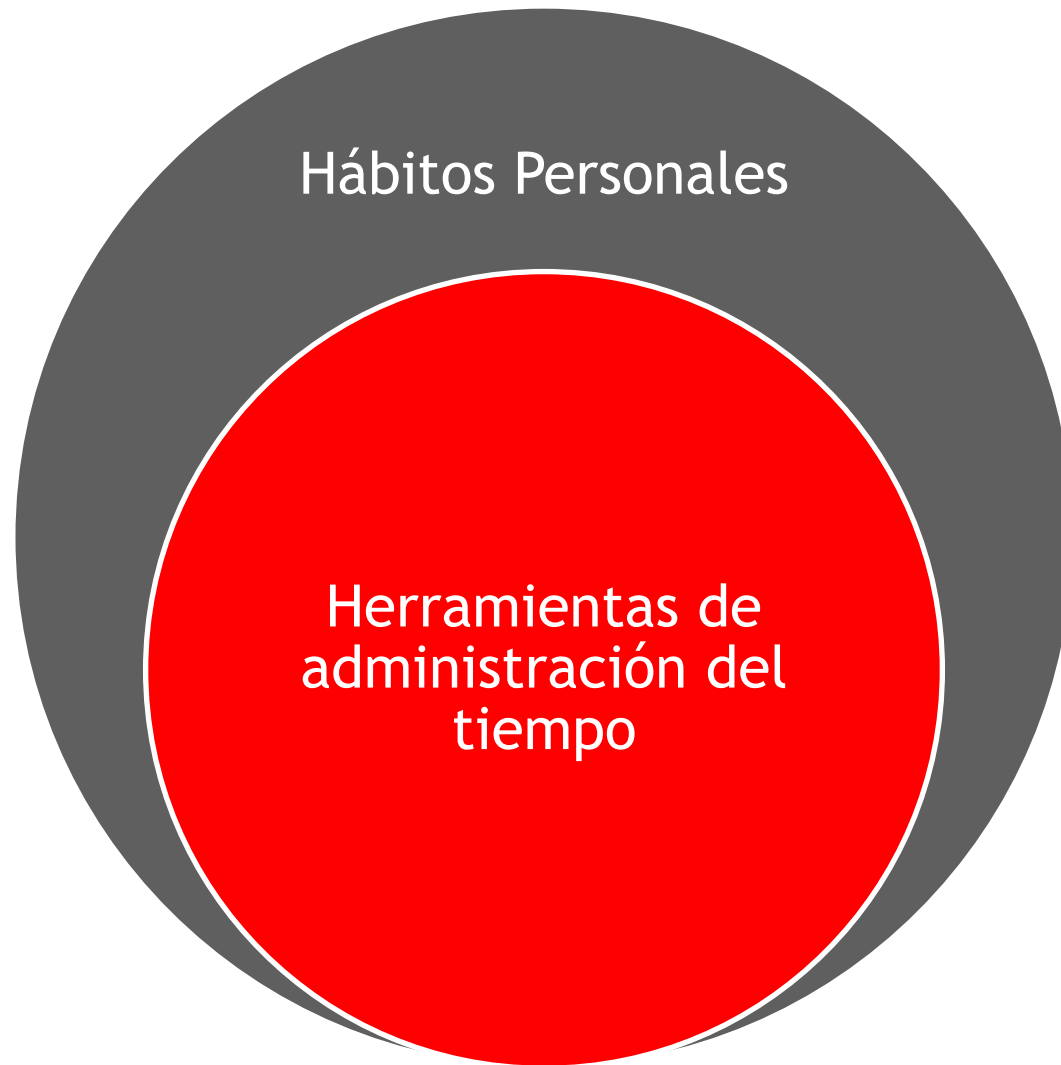 Hábitos Personales
Herramientas de
administración del
tiempo